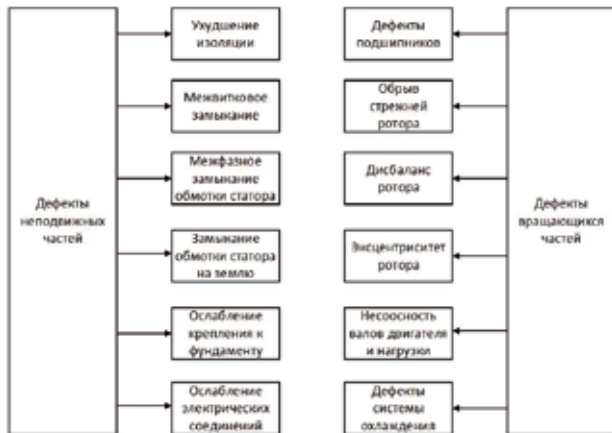 Дефекты
неподвижных
частей
Ухудшение
изоляции
Межвитковое
замыкание
Межфазное
замыкание
обмотки статора
Замыкание
обмотки статора
на землю
Ослабление
крепления к
фундаменту
Ослабление
электрических
соединений
Дефекты
подшипников
Обрыв
стрежней
ротора
Дисбаланс
ротора
Эксцентриситет
ротора
Несоосность
валов двигателя
и нагрузки
Дефекты
системы
охлаждения
Дефекты
вращающихся
частей